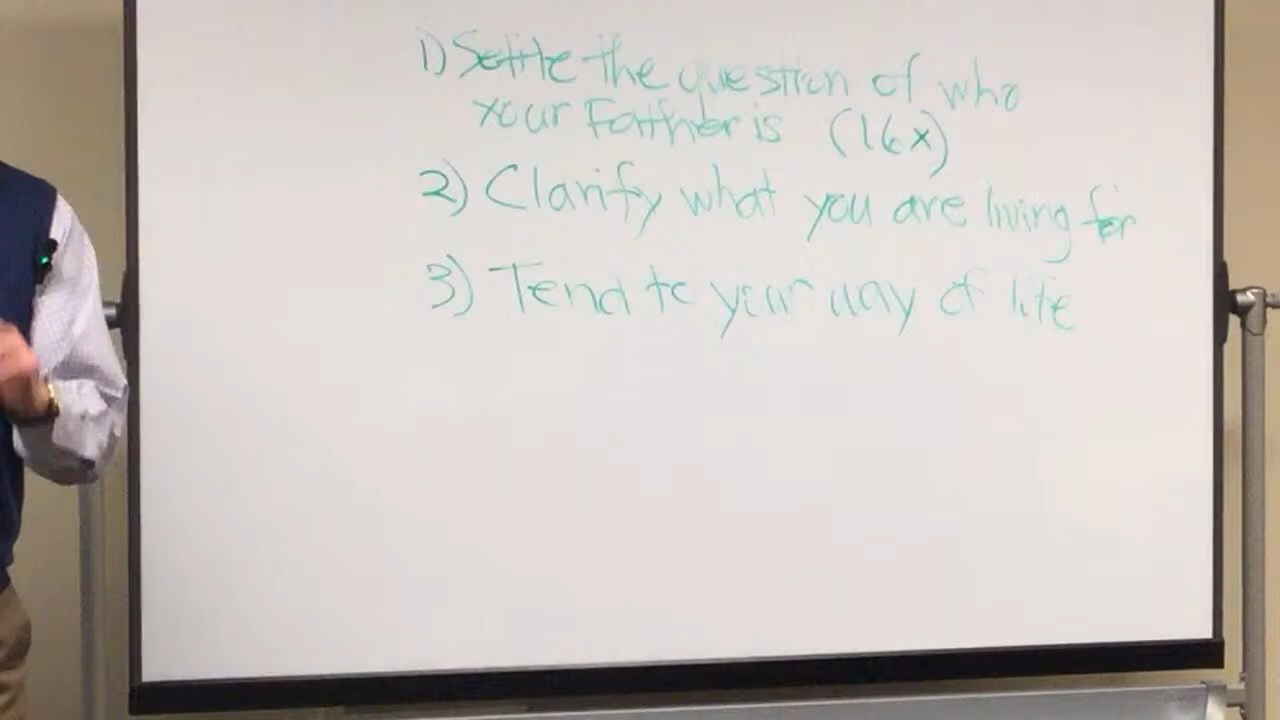 1) Settle the question of who
your Father is (16x)
2) Clarify what you are living for
3) Tend to your way of life